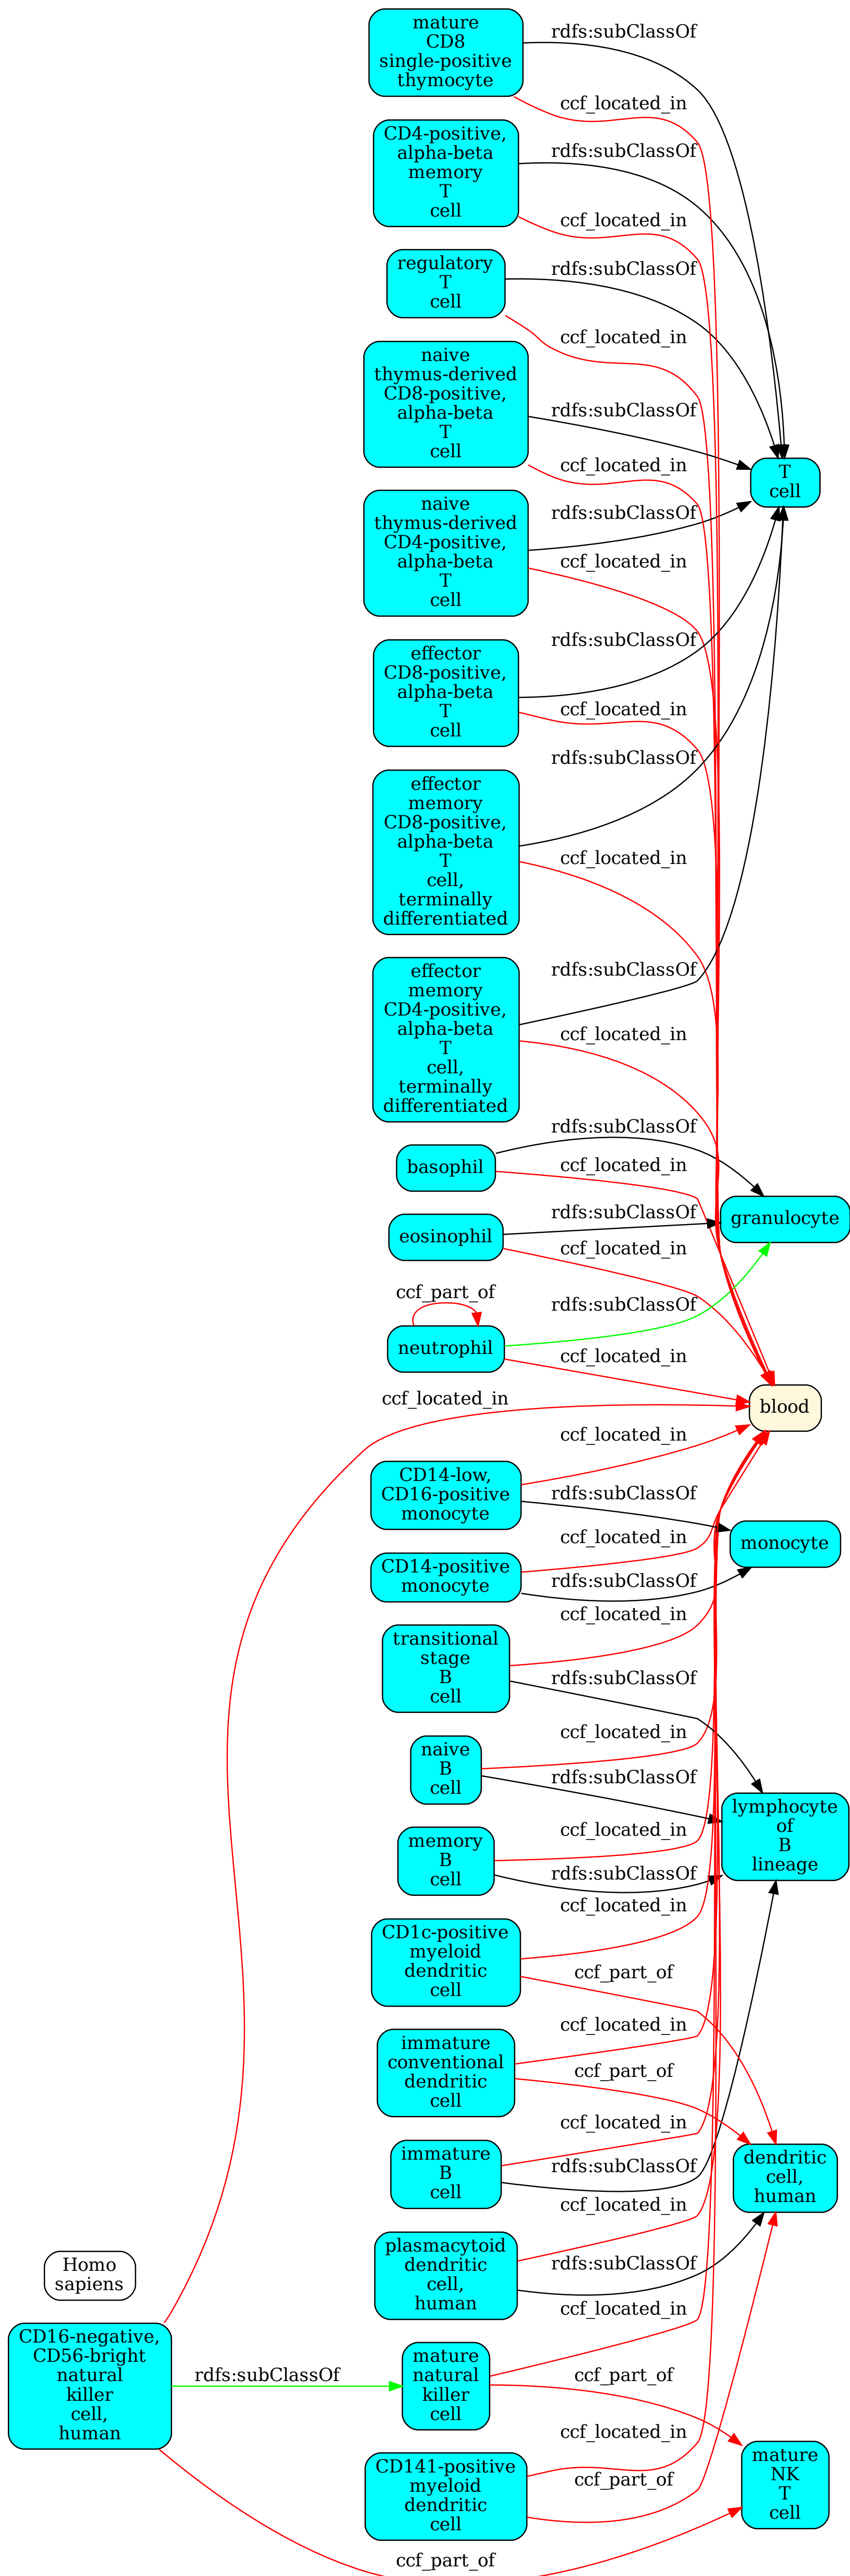 mature
CD8
single-positive
thymocyte
rdfs:subClassOf
ccf_located_in
CD4-positive,
alpha-beta
memory
T
cell
rdfs:subClassOf
ccf_located_in
regulatory
T
cell
rdfs:subClassOf
ccf_located_in
naive
thymus-derived
CD8-positive,
alpha-beta
T
cell
rdfs:subClassOf
ccf_located_in
T
cell
naive
thymus-derived
CD4-positive,
alpha-beta
T
cell
rdfs:subClassOf
ccf_located_in
effector
CD8-positive,
alpha-beta
T
cell
rdfs:subClassOf
ccf_located_in
effector
memory
CD8-positive,
alpha-beta
T
cell,
terminally
differentiated
rdfs:subClassOf
ccf_located_in
effector
memory
CD4-positive,
alpha-beta
T
cell,
terminally
differentiated
rdfs:subClassOf
ccf_located_in
basophil
rdfs:subClassOf
ccf_located_in
granulocyte
eosinophil
rdfs:subClassOf
ccf_located_in
ccf_part_of
neutrophil
rdfs:subClassOf
ccf_located_in
ccf_located_in
blood
CD14-low,
CD16-positive
monocyte
ccf_located_in
rdfs:subClassOf
monocyte
CD14-positive
monocyte
ccf_located_in
rdfs:subClassOf
transitional
stage
B
cell
ccf_located_in
rdfs:subClassOf
naive
B
cell
ccf_located_in
rdfs:subClassOf
lymphocyte
of
B
lineage
memory
B
cell
ccf_located_in
rdfs:subClassOf
CD1c-positive
myeloid
dendritic
cell
ccf_located_in
ccf_part_of
immature
conventional
dendritic
cell
ccf_located_in
ccf_part_of
immature
B
cell
ccf_located_in
rdfs:subClassOf
dendritic
cell,
human
plasmacytoid
dendritic
cell,
human
ccf_located_in
rdfs:subClassOf
Homo
sapiens
CD16-negative,
CD56-bright
natural
killer
cell,
human
rdfs:subClassOf
mature
natural
killer
cell
ccf_located_in
ccf_part_of
CD141-positive
myeloid
dendritic
cell
ccf_located_in
ccf_part_of
mature
NK
T
cell
ccf_part_of